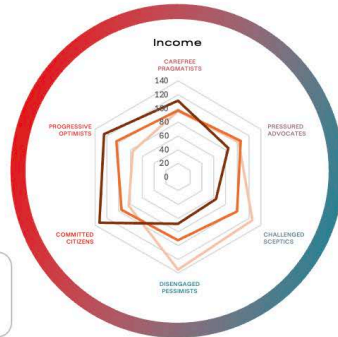 Income
CAREFREE
PRAGMATISTS
140
120
100
80
60
40
20
0
PROGRESSIVE
OPTIMISTS
PRESSURED
ADVOCATES
COMMITTED
CITIZENS
CHALLENGED
SCEPTICS
DISENGAGED
PESSIMISTS